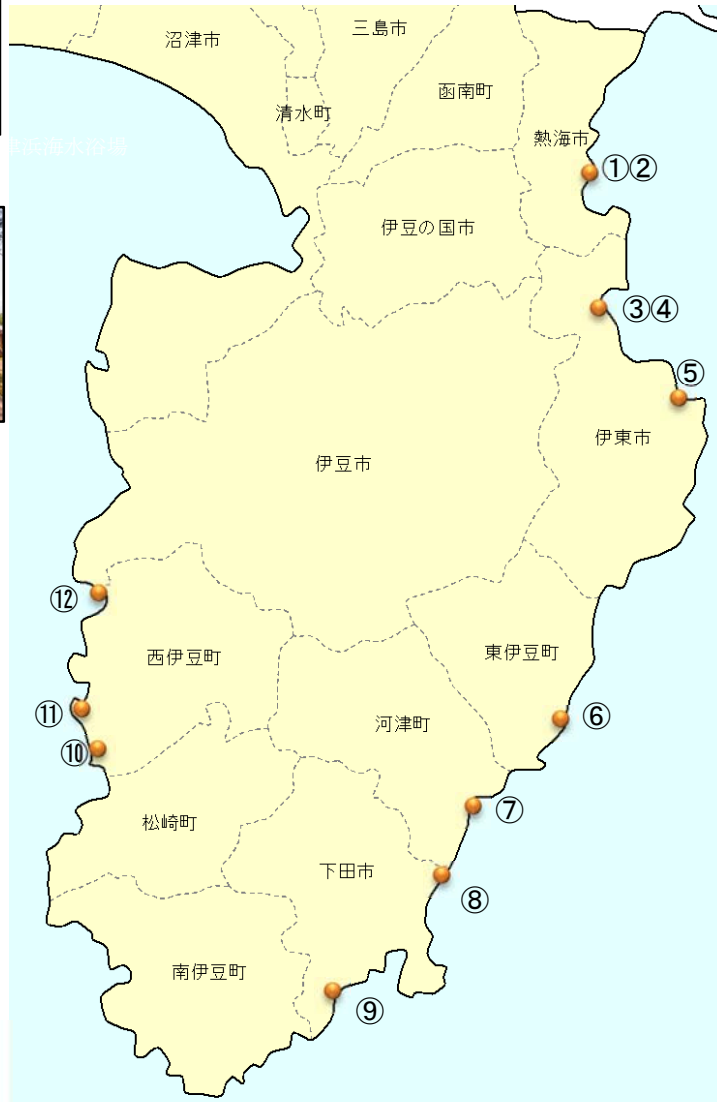 沼津市
三島市
函南町
清水町
熱海市
①②
伊豆の国市
③④
⑤
伊東市
伊豆市
⑫
西伊豆町
東伊豆町
⑪
河津町
⑥
⑩
松崎町
⑦
下田市
⑧
南伊豆町
⑨